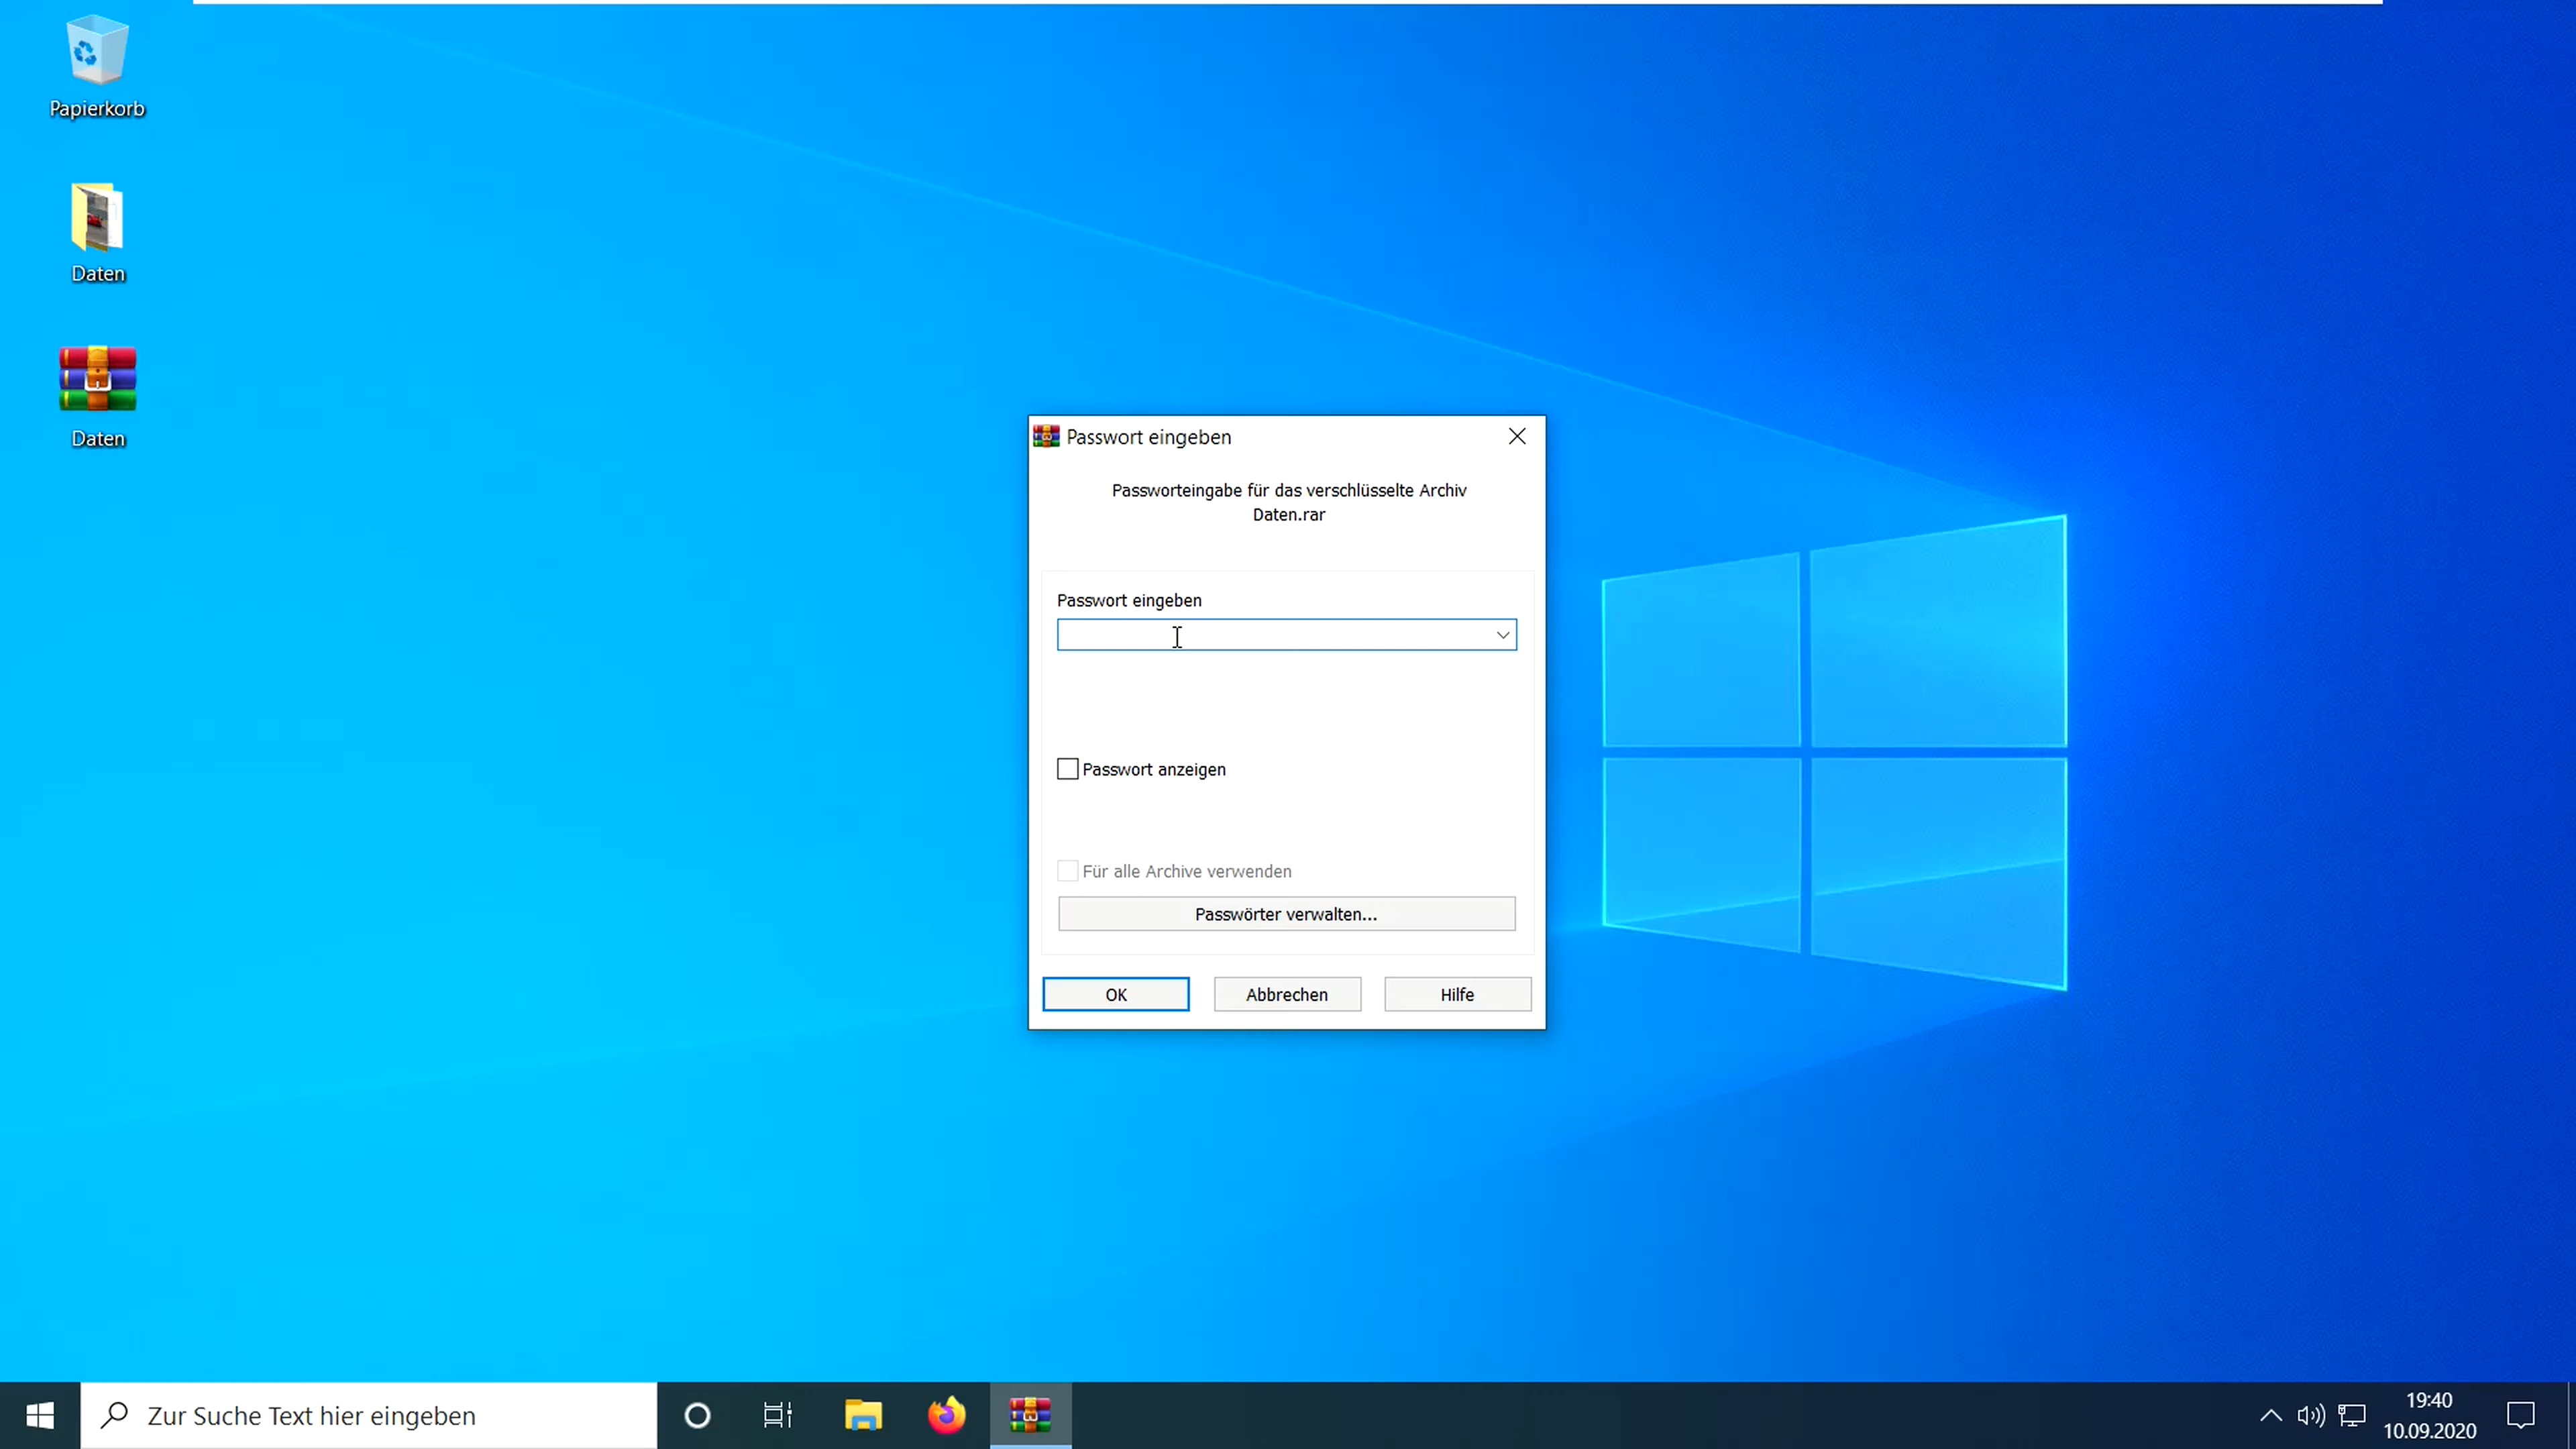 Papierkorb
Daten
Daten
Passwort eingeben
Passworteingabe für das verschlüsselte Archiv
Daten.rar
Passwort eingeben
Passwort anzeigen
Für alle Archive verwenden
Passwörter verwalten...
OK Abbrechen Hilfe
Zur Suche Text hier eingeben
19:40
10.09.2020